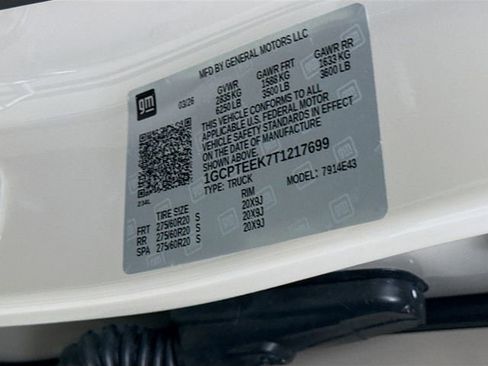 MFD BY GENERAL MOTORS LLC
gm 03/26 GVWR GAWR FRT GAWR RR
2835 KG 1588 KG 1633 KG
6250 LB 3500 LB 3600 LB
THIS VEHICLE CONFORMS TO ALL
APPLICABLE U.S. FEDERAL MOTOR
VEHICLE SAFETY STANDARDS IN EFFECT
ON THE DATE OF MANUFACTURE
SHOWN ABOVE.
1GCPTEEK7T1217699
TYPE: TRUCK MODEL: 7914E43
234L
TIRE SIZE RIM
FRT 275/60R20 S 20X9J
RR 275/60R20 S 20X9J
SPA 275/60R20 S 20X9J